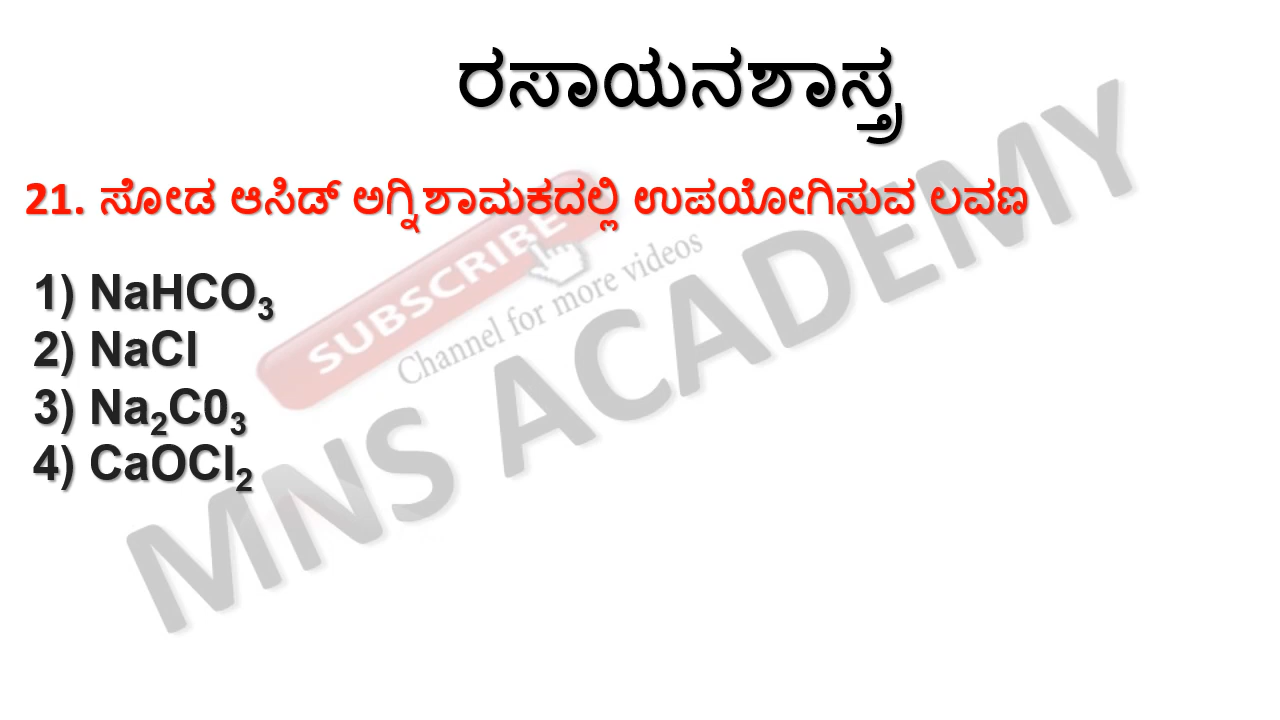 ರಸಾಯನಶಾಸ್ತ್ರ
21. ಸೋಡ ಆಸಿಡ್ ಅಗ್ನಿಶಾಮಕದಲ್ಲಿ ಉಪಯೋಗಿಸುವ ಲವಣ
1) NaHCO₃
2) NaCl
3) Na₂C0₃
4) CaOCl₂
SUBSCRIBE
Channel for more videos
MNS ACADEMY